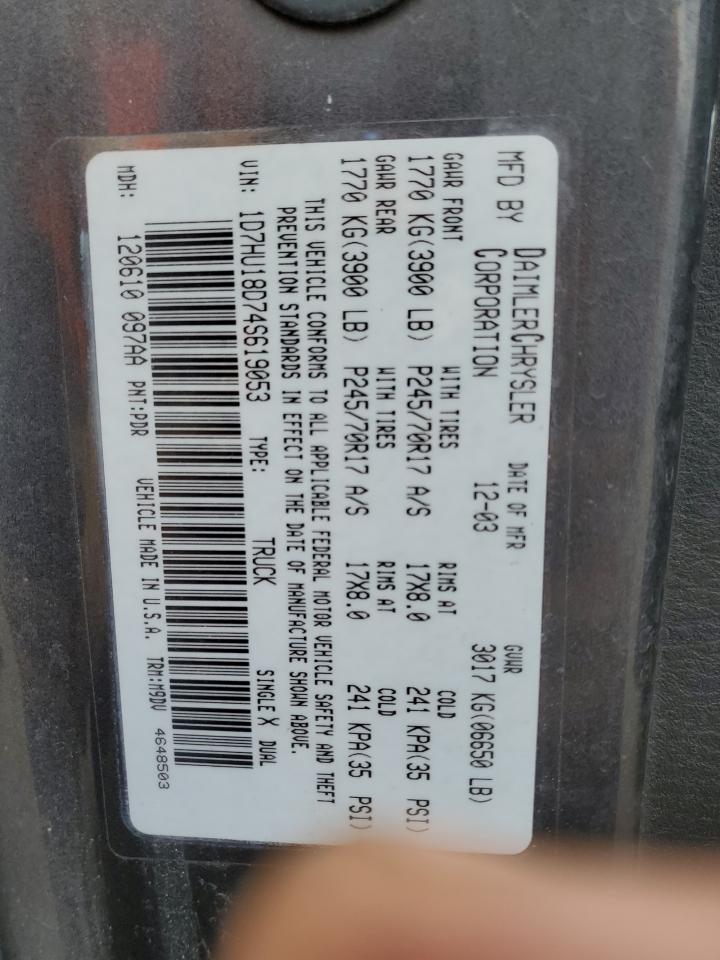 MFD BY DAIMLERCHRYSLER CORPORATION
DATE OF MFR
12-03
GVWR
3017 KG(06650 LB)
GAWR FRONT WITH TIRES RIMS AT COLD
1770 KG(3900 LB) P245/70R17 A/S 17X8.0 241 KPA(35 PSI)
GAWR REAR WITH TIRES RIMS AT COLD
1770 KG(3900 LB) P245/70R17 A/S 17X8.0 241 KPA(35 PSI)
THIS VEHICLE CONFORMS TO ALL APPLICABLE FEDERAL MOTOR VEHICLE SAFETY AND THEFT
PREVENTION STANDARDS IN EFFECT ON THE DATE OF MANUFACTURE SHOWN ABOVE.
VIN: 1D7HU18D74S619053 TYPE: TRUCK SINGLE X DUAL
MDH: 120610 097AA PNT:PDR VEHICLE MADE IN U.S.A. TRM:M9DV 4648503